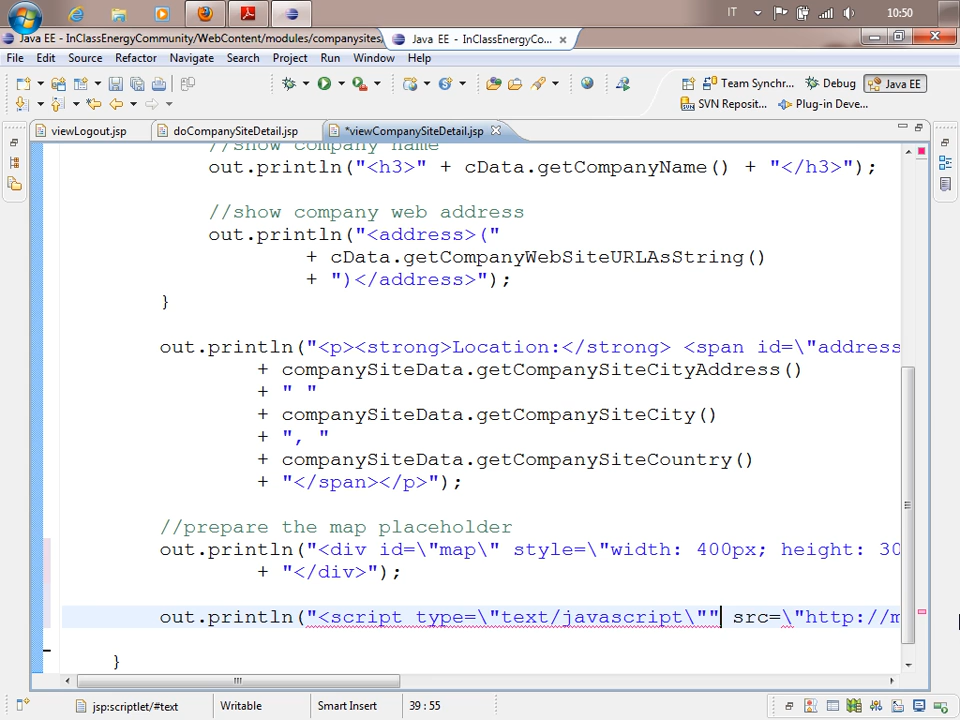 IT
10:50
Java EE - InClassEnergyCommunity/WebContent/modules/companysites
Java EE - InClassEnergyCo...
File Edit Source Refactor Navigate Search Project Run Window Help
Team Synchr... Debug Java EE
SVN Reposit... Plug-in Deve...
viewLogout.jsp doCompanySiteDetail.jsp *viewCompanySiteDetail.jsp
//show company name
out.println("<h3>" + cData.getCompanyName() + "</h3>");
//show company web address
out.println("<address>("
+ cData.getCompanyWebSiteURLAsString()
+ ")</address>");
}
out.println("<p><strong>Location:</strong> <span id=\"address
+ companySiteData.getCompanySiteCityAddress()
+ " "
+ companySiteData.getCompanySiteCity()
+ ", "
+ companySiteData.getCompanySiteCountry()
+ "</span></p>");
//prepare the map placeholder
out.println("<div id=\"map\" style=\"width: 400px; height: 30
+ "</div>");
out.println("<script type=\"text/javascript\"" src=\"http://m
}
jsp:scriptlet/#text Writable Smart Insert 39 : 55